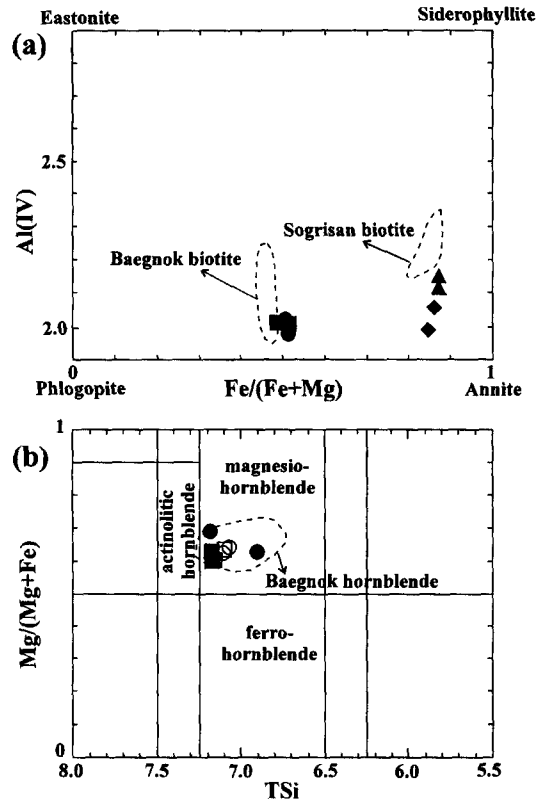 Eastonite
Siderophyllite
(a)
2.5
Al(IV)
Sogrisan biotite
Baegnok biotite
2.0
0
1
Phlogopite
Fe/(Fe+Mg)
Annite
(b)
1
magnesio-
hornblende
actinolitic
hornblende
Baegnok hornblende
Mg/(Mg+Fe)
ferro-
hornblende
0
8.0
7.5
7.0
6.5
6.0
5.5
TSi